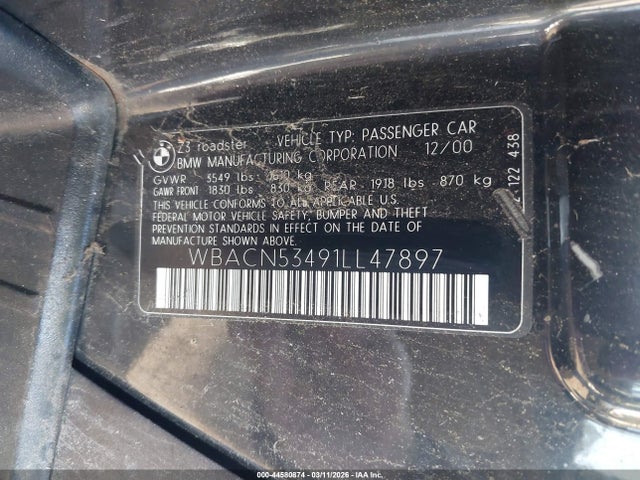 BMW
Z3 roadster VEHICLE TYP: PASSENGER CAR
BMW MANUFACTURING CORPORATION 12/00
GVWR 3549 lbs 1610 kg
GAWR FRONT 1830 lbs 830 kg REAR 1918 lbs 870 kg
THIS VEHICLE CONFORMS TO ALL APPLICABLE U.S.
FEDERAL MOTOR VEHICLE SAFETY, BUMPER AND THEFT
PREVENTION STANDARDS IN EFFECT ON THE DATE OF
MANUFACTURE SHOWN ABOVE.
WBACN53491LL47897
122 438
© IAA - 44580874 | 03/11/2026 - IAA Inc.